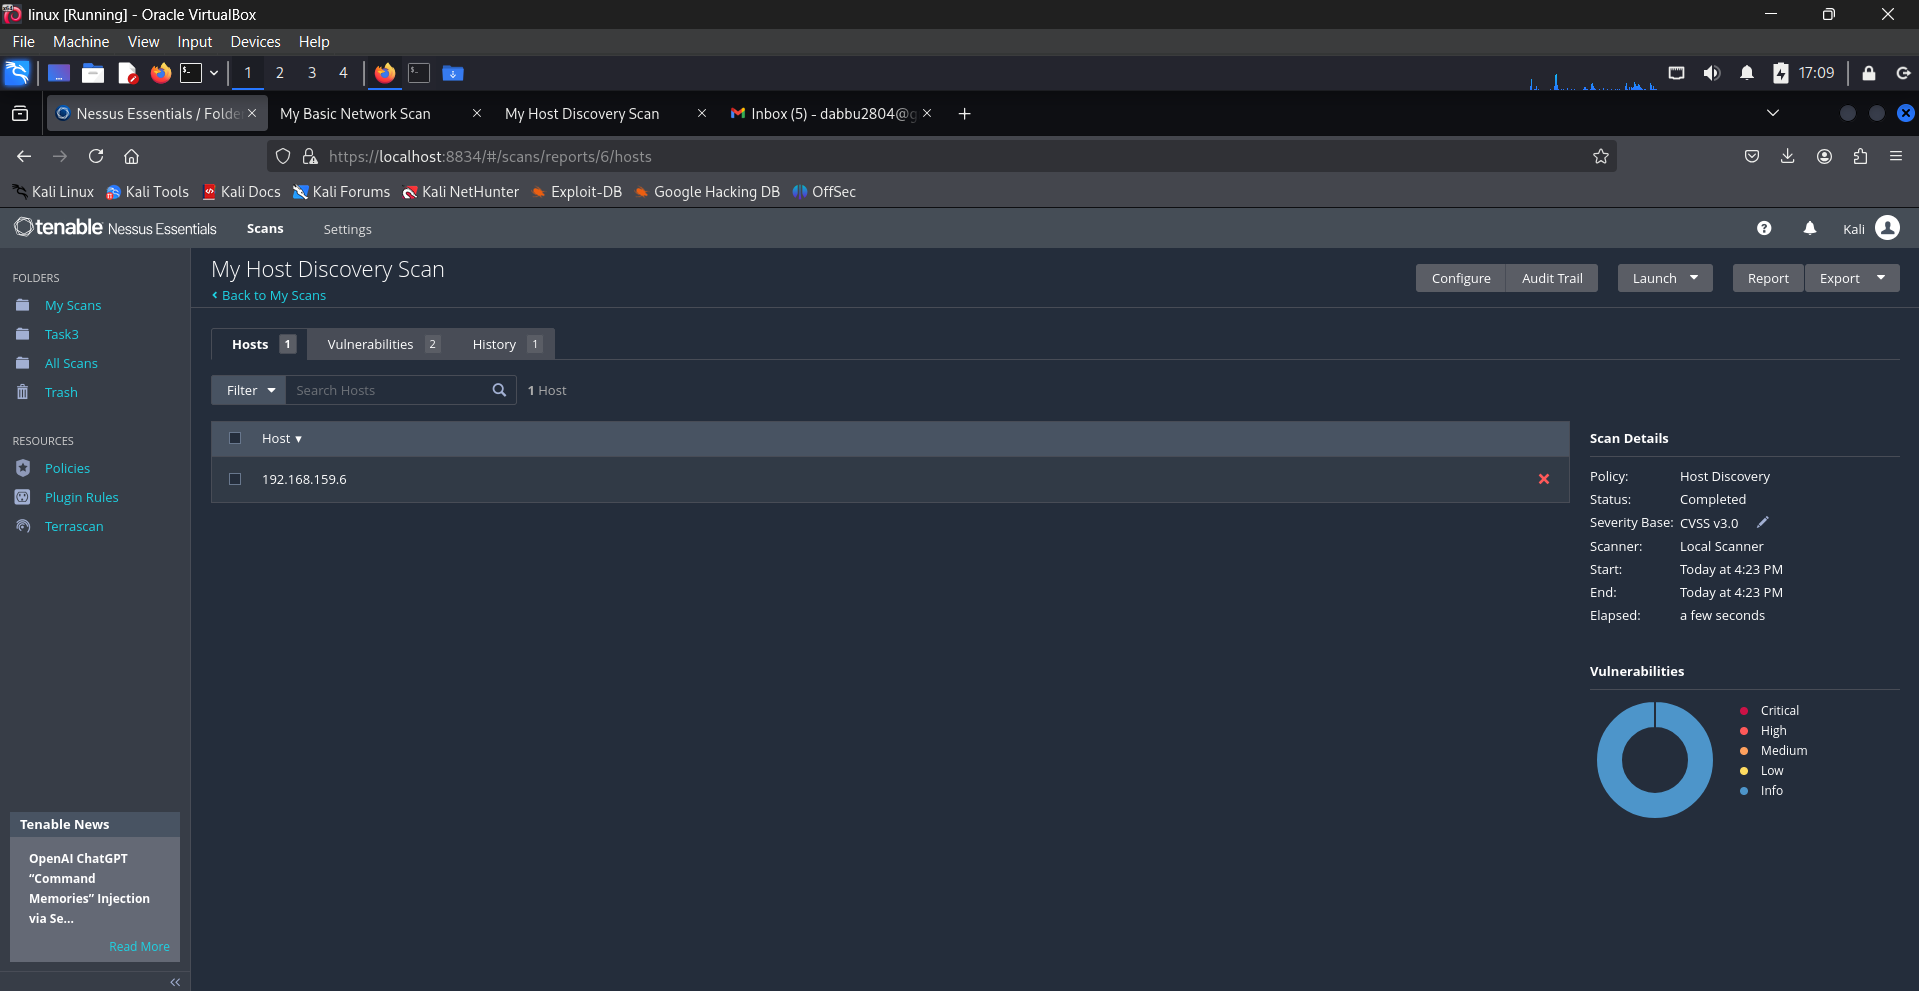 linux [Running] - Oracle VirtualBox
File Machine View Input Devices Help
1 2 3 4 17:09
Nessus Essentials / Folde My Basic Network Scan My Host Discovery Scan Inbox (5) - dabbu2804@g
https://localhost:8834/#/scans/reports/6/hosts
Kali Linux Kali Tools Kali Docs Kali Forums Kali NetHunter Exploit-DB Google Hacking DB OffSec
tenable Nessus Essentials Scans Settings Kali
FOLDERS
My Scans
Task3
All Scans
Trash
RESOURCES
Policies
Plugin Rules
Terrascan
Tenable News
OpenAI ChatGPT
“Command
Memories” Injection
via Se...
Read More
My Host Discovery Scan
Back to My Scans
Configure Audit Trail Launch Report Export
Hosts 1 Vulnerabilities 2 History 1
Filter Search Hosts 1 Host
Host
192.168.159.6
Scan Details
Policy: Host Discovery
Status: Completed
Severity Base: CVSS v3.0
Scanner: Local Scanner
Start: Today at 4:23 PM
End: Today at 4:23 PM
Elapsed: a few seconds
Vulnerabilities
Critical
High
Medium
Low
Info